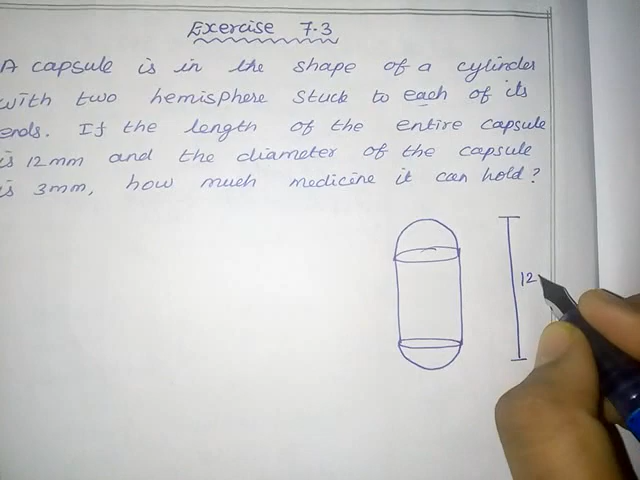 Exercise 7.3
A capsule is in the shape of a cylinder
with two hemisphere stuck to each of its
ends. If the length of the entire capsule
is 12mm and the diameter of the capsule
is 3mm, how much medicine it can hold?
12